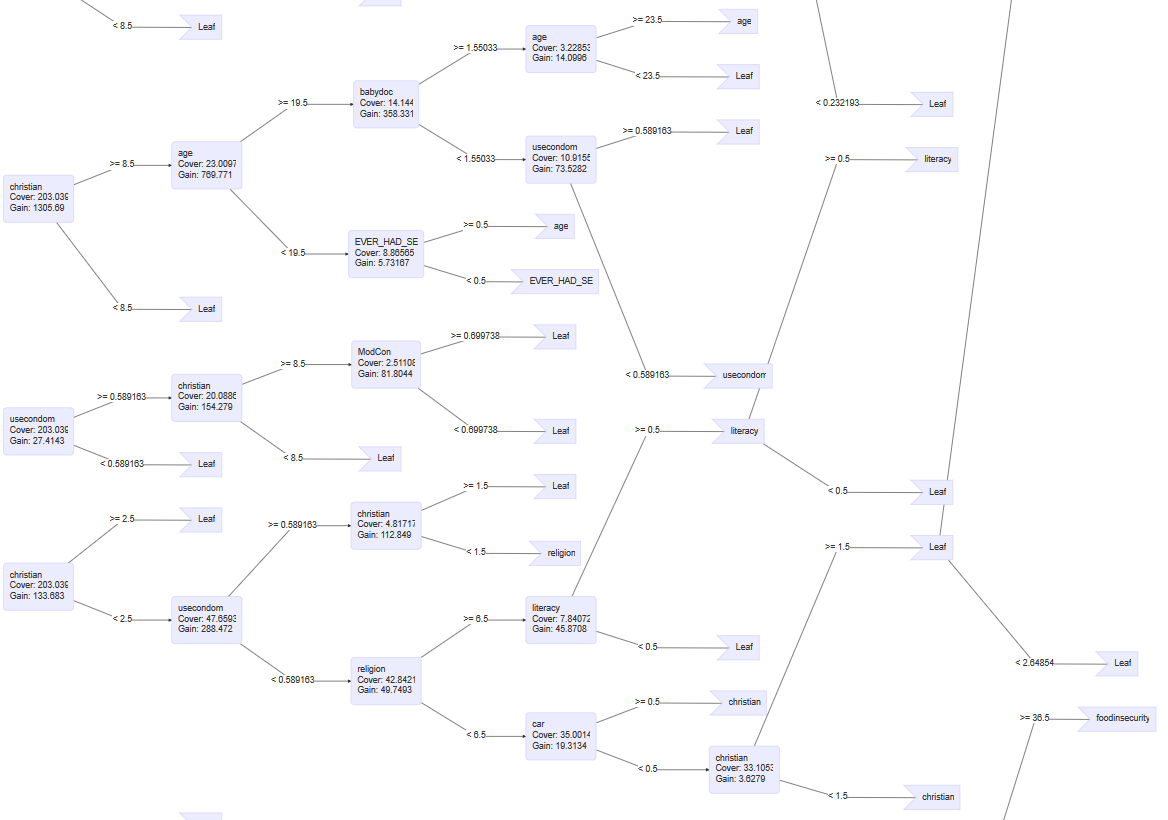 < 8.5
Leaf
>= 23.5
age
age
Cover: 3.22853
Gain: 14.0996
>= 1.55033
< 23.5
Leaf
babydoc
Cover: 14.144
Gain: 358.331
>= 19.5
< 0.232193
Leaf
>= 0.589163
Leaf
usecondom
Cover: 10.9155
Gain: 73.5282
< 1.55033
>= 0.5
literacy
age
Cover: 23.0097
Gain: 769.771
>= 8.5
christian
Cover: 203.039
Gain: 1305.69
>= 0.5
age
EVER_HAD_SE
Cover: 8.86565
Gain: 5.73167
< 19.5
< 0.5
EVER_HAD_SE
< 8.5
Leaf
>= 0.699738
Leaf
ModCon
Cover: 2.51108
Gain: 81.8044
>= 8.5
< 0.589163
usecondom
christian
Cover: 20.0886
Gain: 154.279
>= 0.589163
usecondom
Cover: 203.039
Gain: 27.4143
< 0.699738
Leaf
>= 0.5
literacy
< 8.5
Leaf
< 0.589163
Leaf
>= 1.5
Leaf
< 0.5
Leaf
>= 2.5
Leaf
>= 0.589163
christian
Cover: 4.81717
Gain: 112.849
< 1.5
religion
>= 1.5
Leaf
christian
Cover: 203.039
Gain: 133.683
< 2.5
usecondom
Cover: 47.6593
Gain: 288.472
>= 6.5
literacy
Cover: 7.84072
Gain: 45.8708
< 0.5
Leaf
< 2.64854
Leaf
< 0.589163
religion
Cover: 42.8421
Gain: 49.7493
>= 0.5
christian
>= 36.5
foodinsecurity
< 6.5
car
Cover: 35.0014
Gain: 19.3134
< 0.5
christian
Cover: 33.1053
Gain: 3.6279
< 1.5
christian